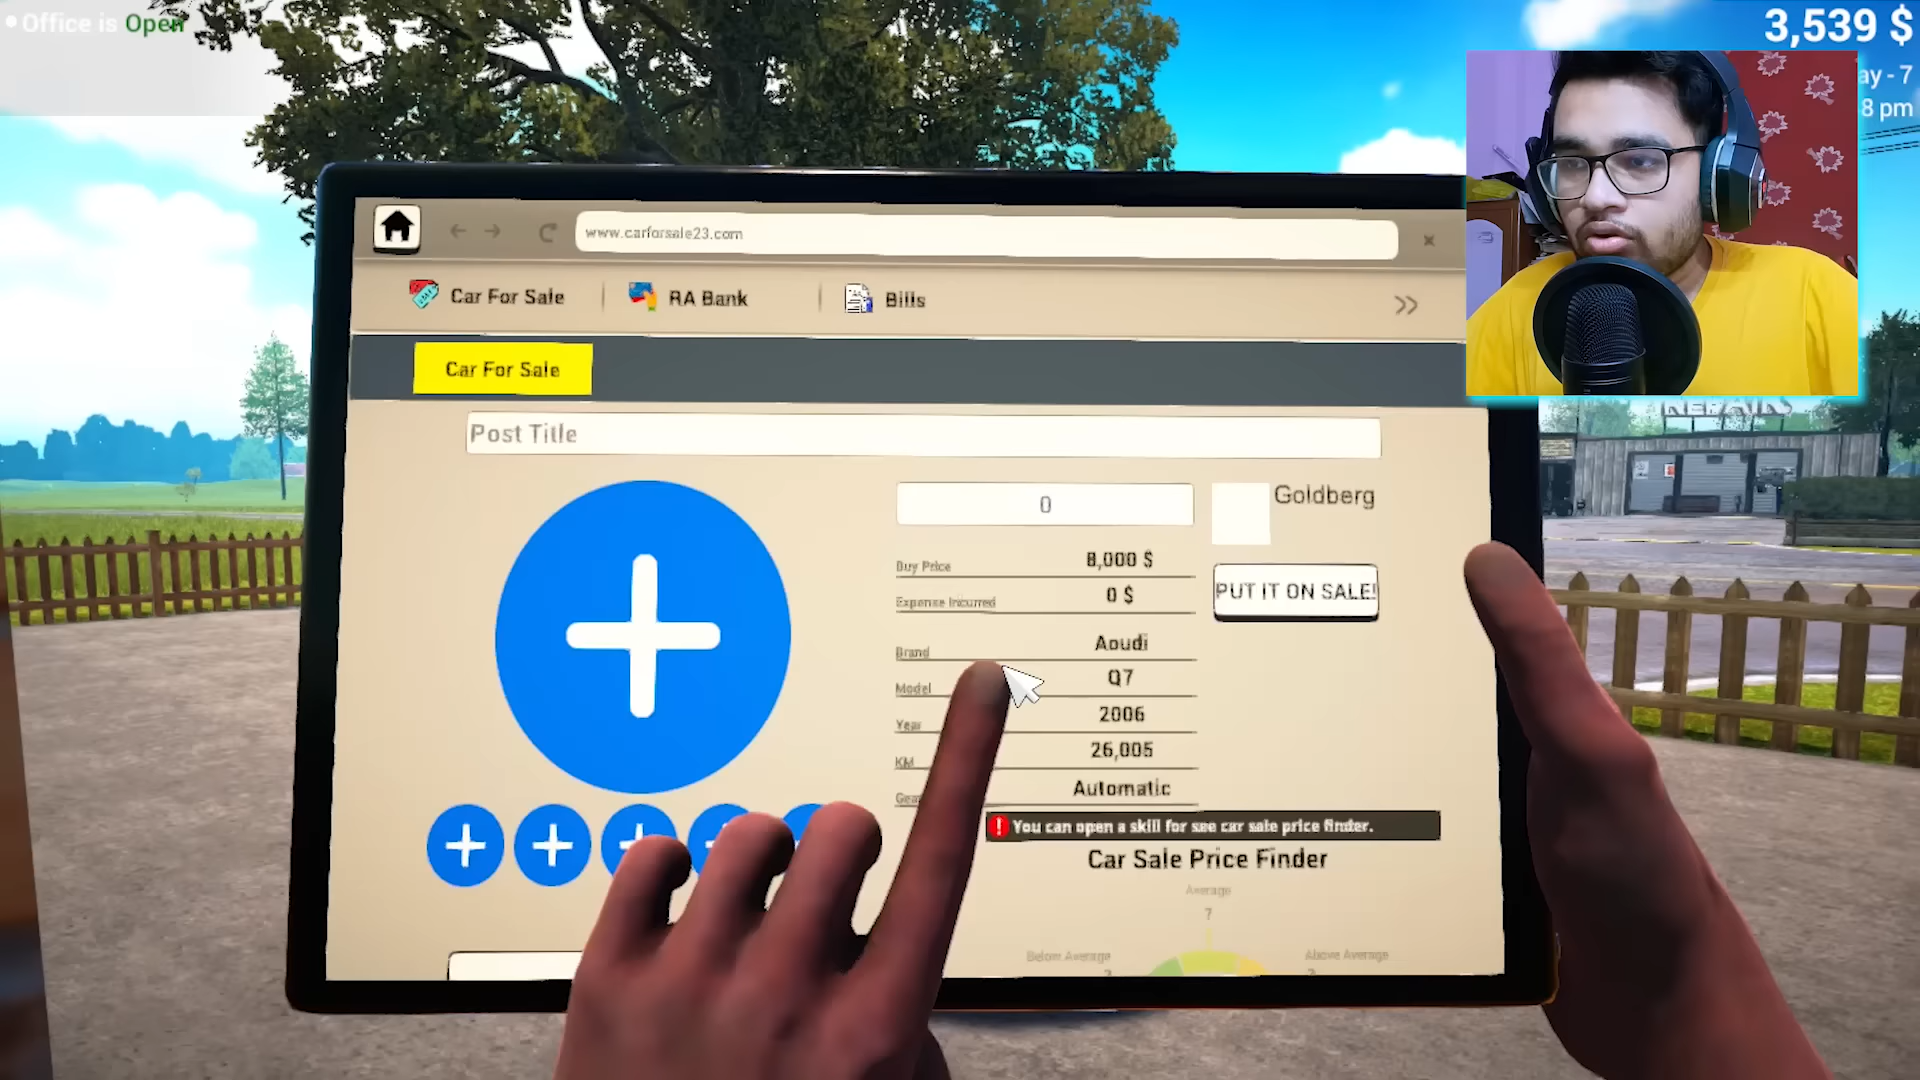 Office is Open
3,539 $
ay - 7
8 pm
www.carforsale23.com
Car For Sale
RA Bank
Bills
Car For Sale
Post Title
0
Goldberg
Buy Price 8,000 $
Expense Incurred 0 $
PUT IT ON SALE!
Brand Aoudi
Model Q7
Year 2006
KM 26,005
Gea Automatic
You can open a skill for see car sale price finder.
Car Sale Price Finder
Average
?
Below Average
Above Average
REPAIR